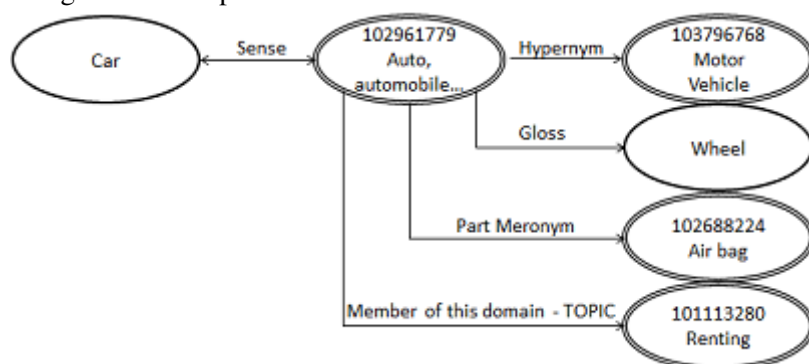 Car
Sense
102961779
Auto,
automobile...
Hypernym
103796768
Motor
Vehicle
Gloss
Wheel
Part Meronym
102688224
Air bag
Member of this domain - TOPIC
101113280
Renting